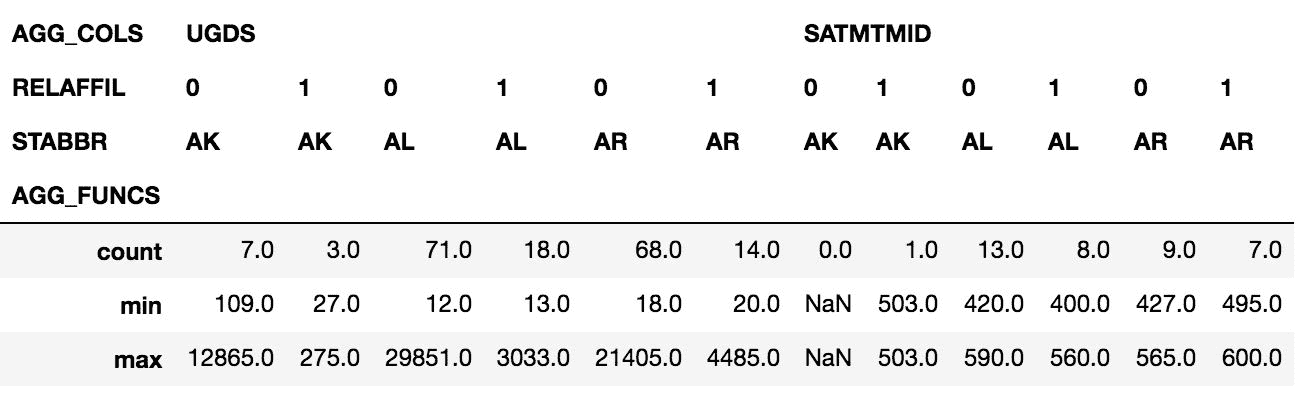 AGG_COLS UGDS SATMTMID
RELAFFIL 0 1 0 1 0 1 0 1 0 1 0 1
STABBR AK AK AL AL AR AR AK AK AL AL AR AR
AGG_FUNCS
count 7.0 3.0 71.0 18.0 68.0 14.0 0.0 1.0 13.0 8.0 9.0 7.0
min 109.0 27.0 12.0 13.0 18.0 20.0 NaN 503.0 420.0 400.0 427.0 495.0
max 12865.0 275.0 29851.0 3033.0 21405.0 4485.0 NaN 503.0 590.0 560.0 565.0 600.0